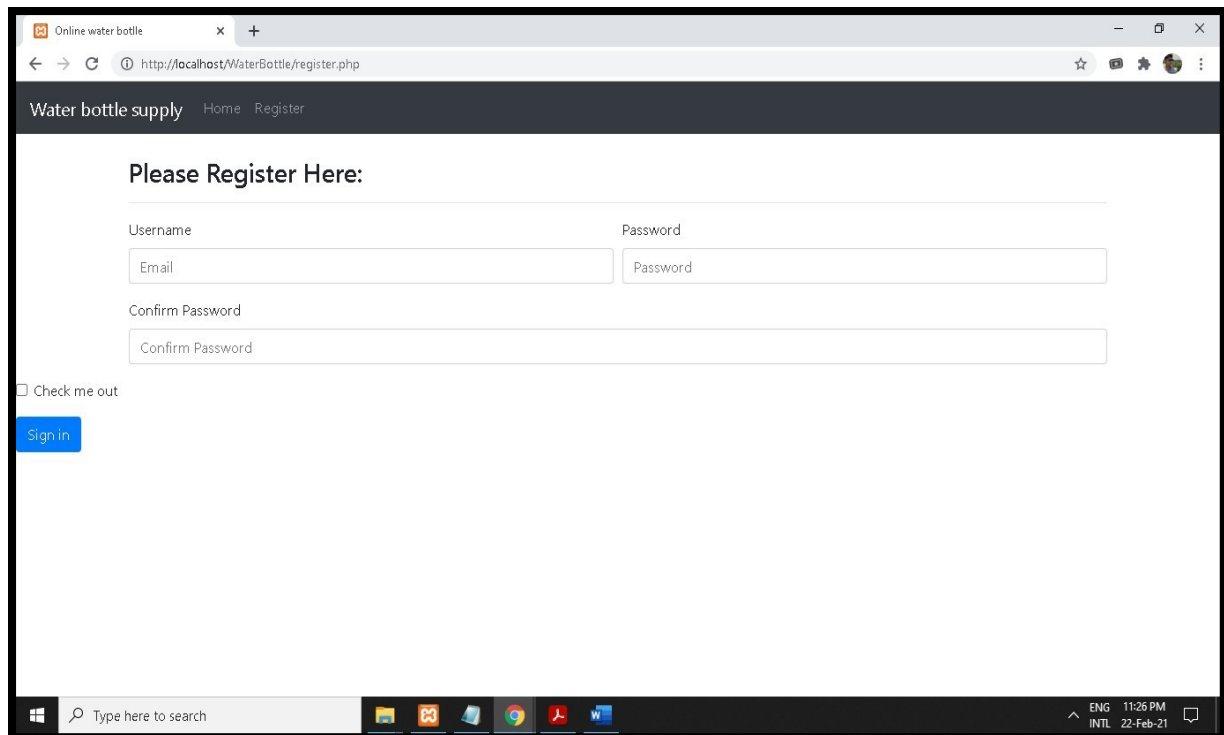 Online water botlle
http://localhost/WaterBottle/register.php
Water bottle supply Home Register
Please Register Here:
Username Password
Email Password
Confirm Password
Confirm Password
Check me out
Sign in
Type here to search
ENG 11:26 PM
INTL 22-Feb-21